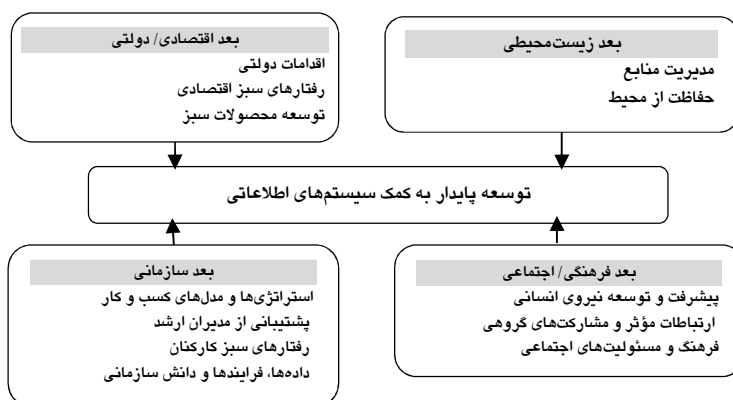 بعد اقتصادی/ دولتی
اقدامات دولتی
رفتارهای سبز اقتصادی
توسعه محصولات سبز
بعد زیست‌محیطی
مدیریت منابع
حفاظت از محیط
توسعه پایدار به کمک سیستم‌های اطلاعاتی
بعد سازمانی
استراتژی‌ها و مدل‌های کسب و کار
پشتیبانی از مدیران ارشد
رفتارهای سبز کارکنان
داده‌ها، فرایندها و دانش سازمانی
بعد فرهنگی/ اجتماعی
پیشرفت و توسعه نیروی انسانی
ارتباطات مؤثر و مشارکت‌های گروهی
فرهنگ و مسئولیت‌های اجتماعی